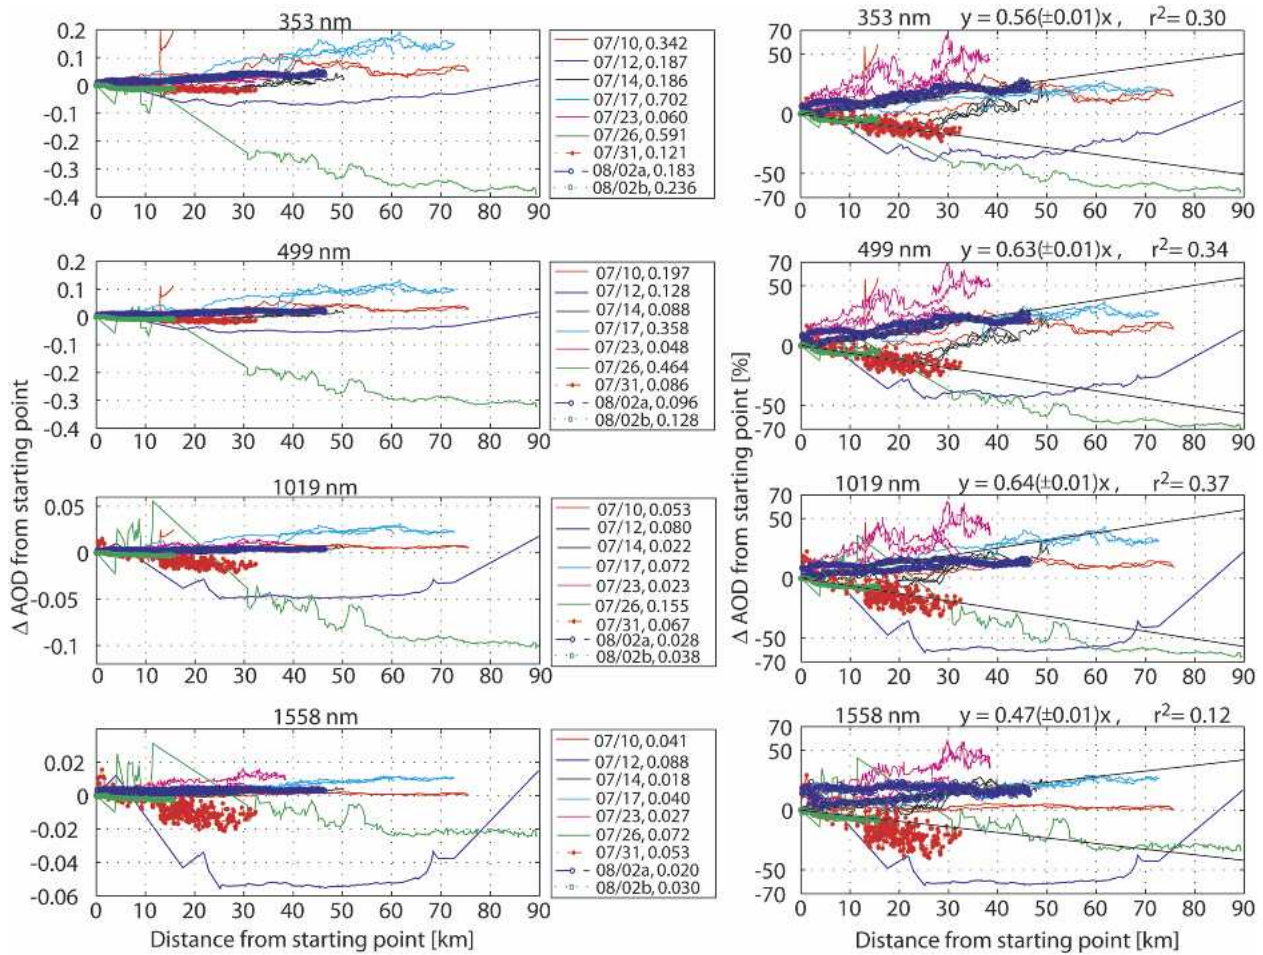 353 nm
0.2
0.1
0
-0.1
-0.2
-0.3
-0.4
0 10 20 30 40 50 60 70 80 90
07/10, 0.342
07/12, 0.187
07/14, 0.186
07/17, 0.702
07/23, 0.060
07/26, 0.591
07/31, 0.121
08/02a, 0.183
08/02b, 0.236
353 nm y = 0.56(±0.01)x , r²= 0.30
70
50
0
-50
-70
0 10 20 30 40 50 60 70 80 90
499 nm
0.2
0.1
0
-0.1
-0.2
-0.3
-0.4
0 10 20 30 40 50 60 70 80 90
07/10, 0.197
07/12, 0.128
07/14, 0.088
07/17, 0.358
07/23, 0.048
07/26, 0.464
07/31, 0.086
08/02a, 0.096
08/02b, 0.128
499 nm y = 0.63(±0.01)x , r²= 0.34
70
50
0
-50
-70
0 10 20 30 40 50 60 70 80 90
Δ AOD from starting point
Δ AOD from starting point [%]
1019 nm
0.05
0
-0.05
-0.1
0 10 20 30 40 50 60 70 80 90
07/10, 0.053
07/12, 0.080
07/14, 0.022
07/17, 0.072
07/23, 0.023
07/26, 0.155
07/31, 0.067
08/02a, 0.028
08/02b, 0.038
1019 nm y = 0.64(±0.01)x , r²= 0.37
70
50
0
-50
-70
0 10 20 30 40 50 60 70 80 90
1558 nm
0.02
0
-0.02
-0.04
-0.06
0 10 20 30 40 50 60 70 80 90
Distance from starting point [km]
07/10, 0.041
07/12, 0.088
07/14, 0.018
07/17, 0.040
07/23, 0.027
07/26, 0.072
07/31, 0.053
08/02a, 0.020
08/02b, 0.030
1558 nm y = 0.47(±0.01)x , r²= 0.12
70
50
0
-50
-70
0 10 20 30 40 50 60 70 80 90
Distance from starting point [km]